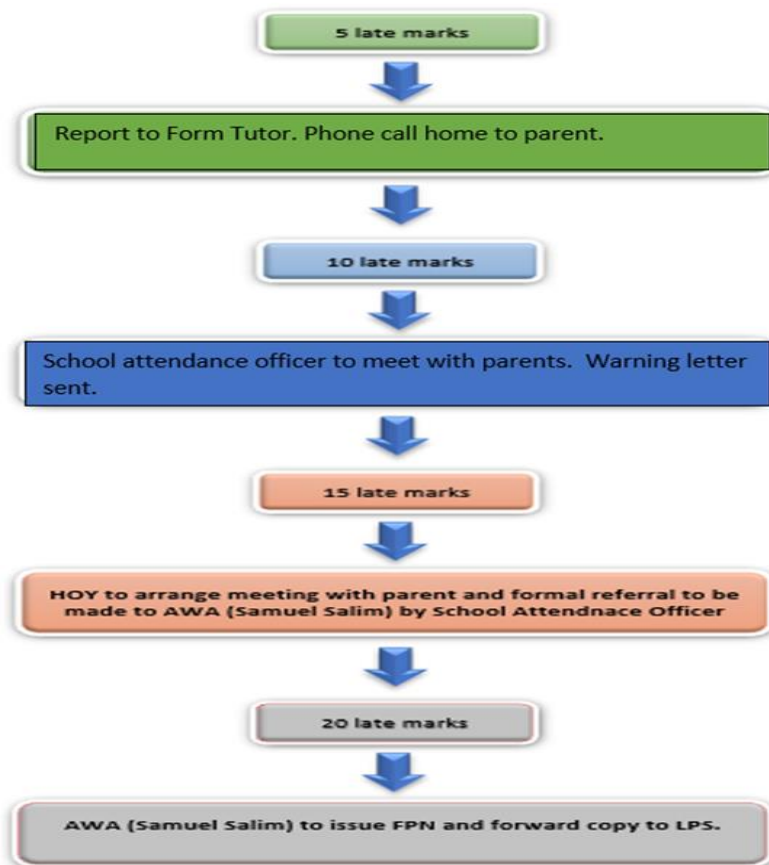 5 late marks
Report to Form Tutor. Phone call home to parent.
10 late marks
School attendance officer to meet with parents.  Warning letter
sent.
15 late marks
HOY to arrange meeting with parent and formal referral to be
made to AWA (Samuel Salim) by School Attendnace Officer
20 late marks
AWA (Samuel Salim) to issue FPN and forward copy to LPS.